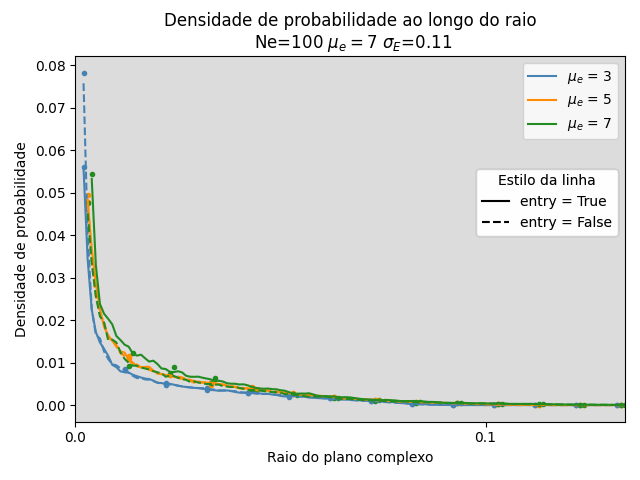 Densidade de probabilidade ao longo do raio
Ne=100 μₑ = 7 σ_E=0.11
Densidade de probabilidade
0.08
0.07
0.06
0.05
0.04
0.03
0.02
0.01
0.00
μₑ = 3
μₑ = 5
μₑ = 7
Estilo da linha
entry = True
entry = False
0.0
0.1
Raio do plano complexo